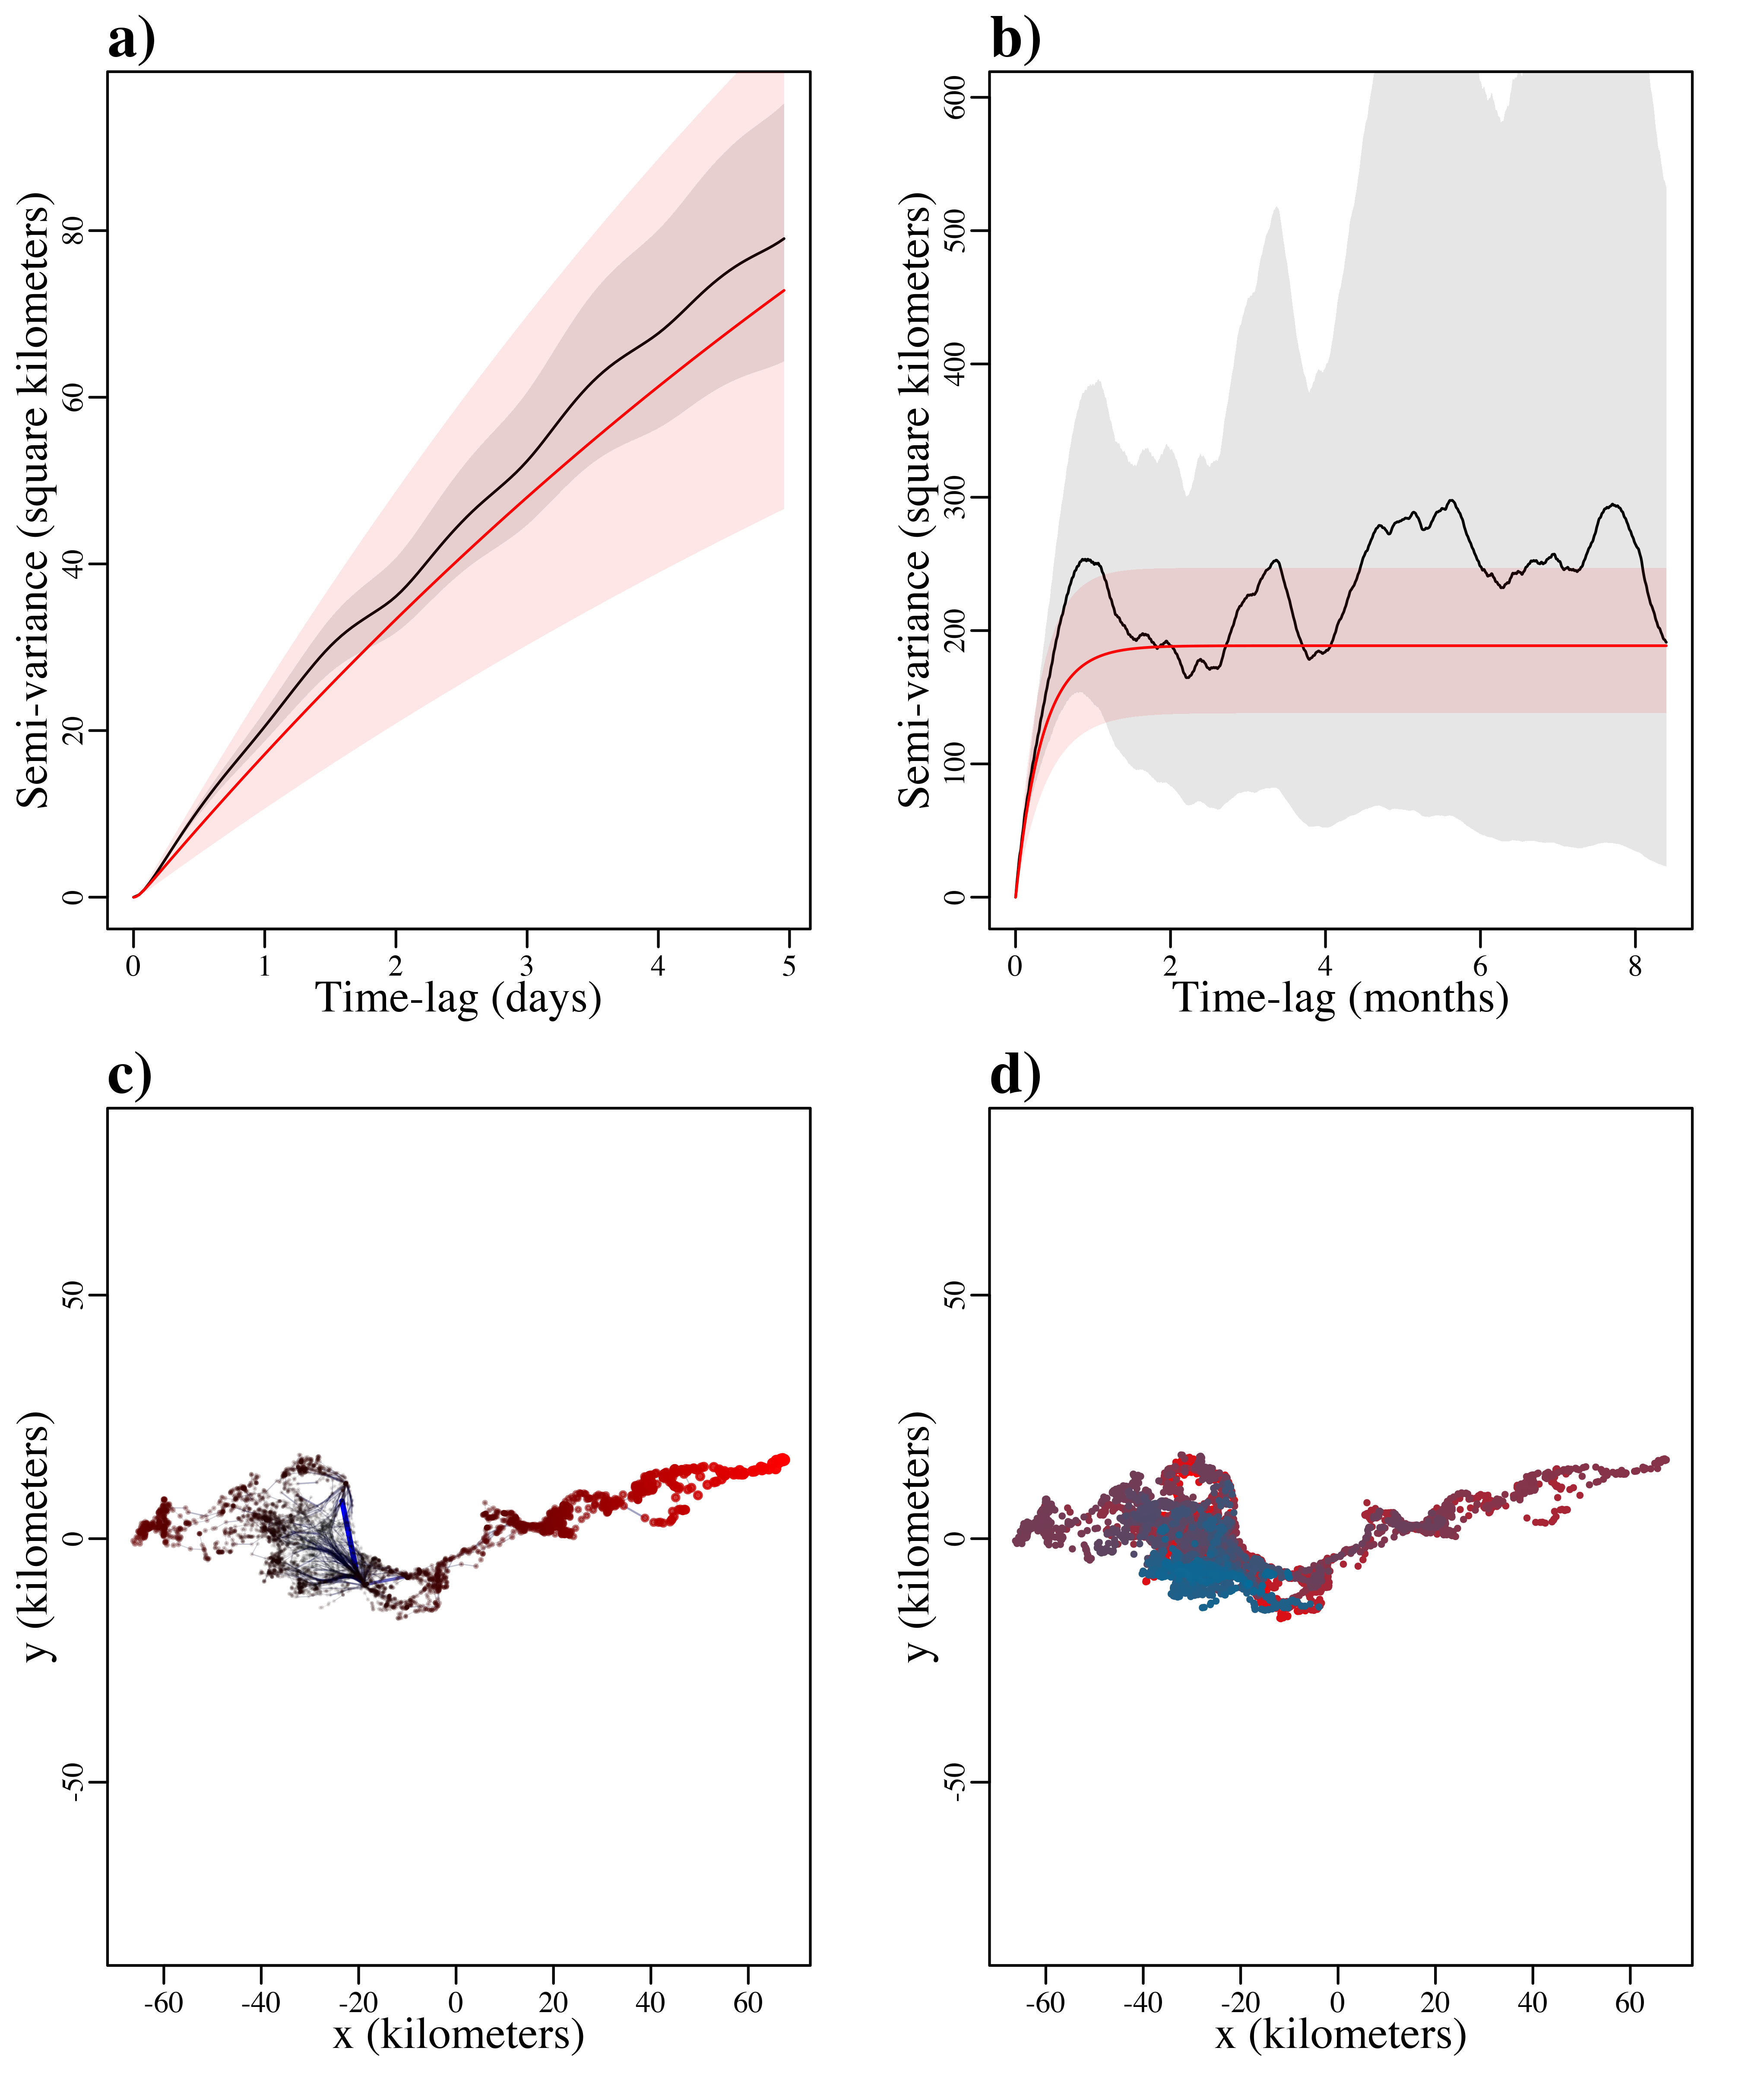 a)
Semi-variance (square kilometers)
0 20 40 60 80
0 1 2 3 4 5
Time-lag (days)
b)
Semi-variance (square kilometers)
0 100 200 300 400 500 600
0 2 4 6 8
Time-lag (months)
c)
y (kilometers)
-50 0 50
-60 -40 -20 0 20 40 60
x (kilometers)
d)
y (kilometers)
-50 0 50
-60 -40 -20 0 20 40 60
x (kilometers)